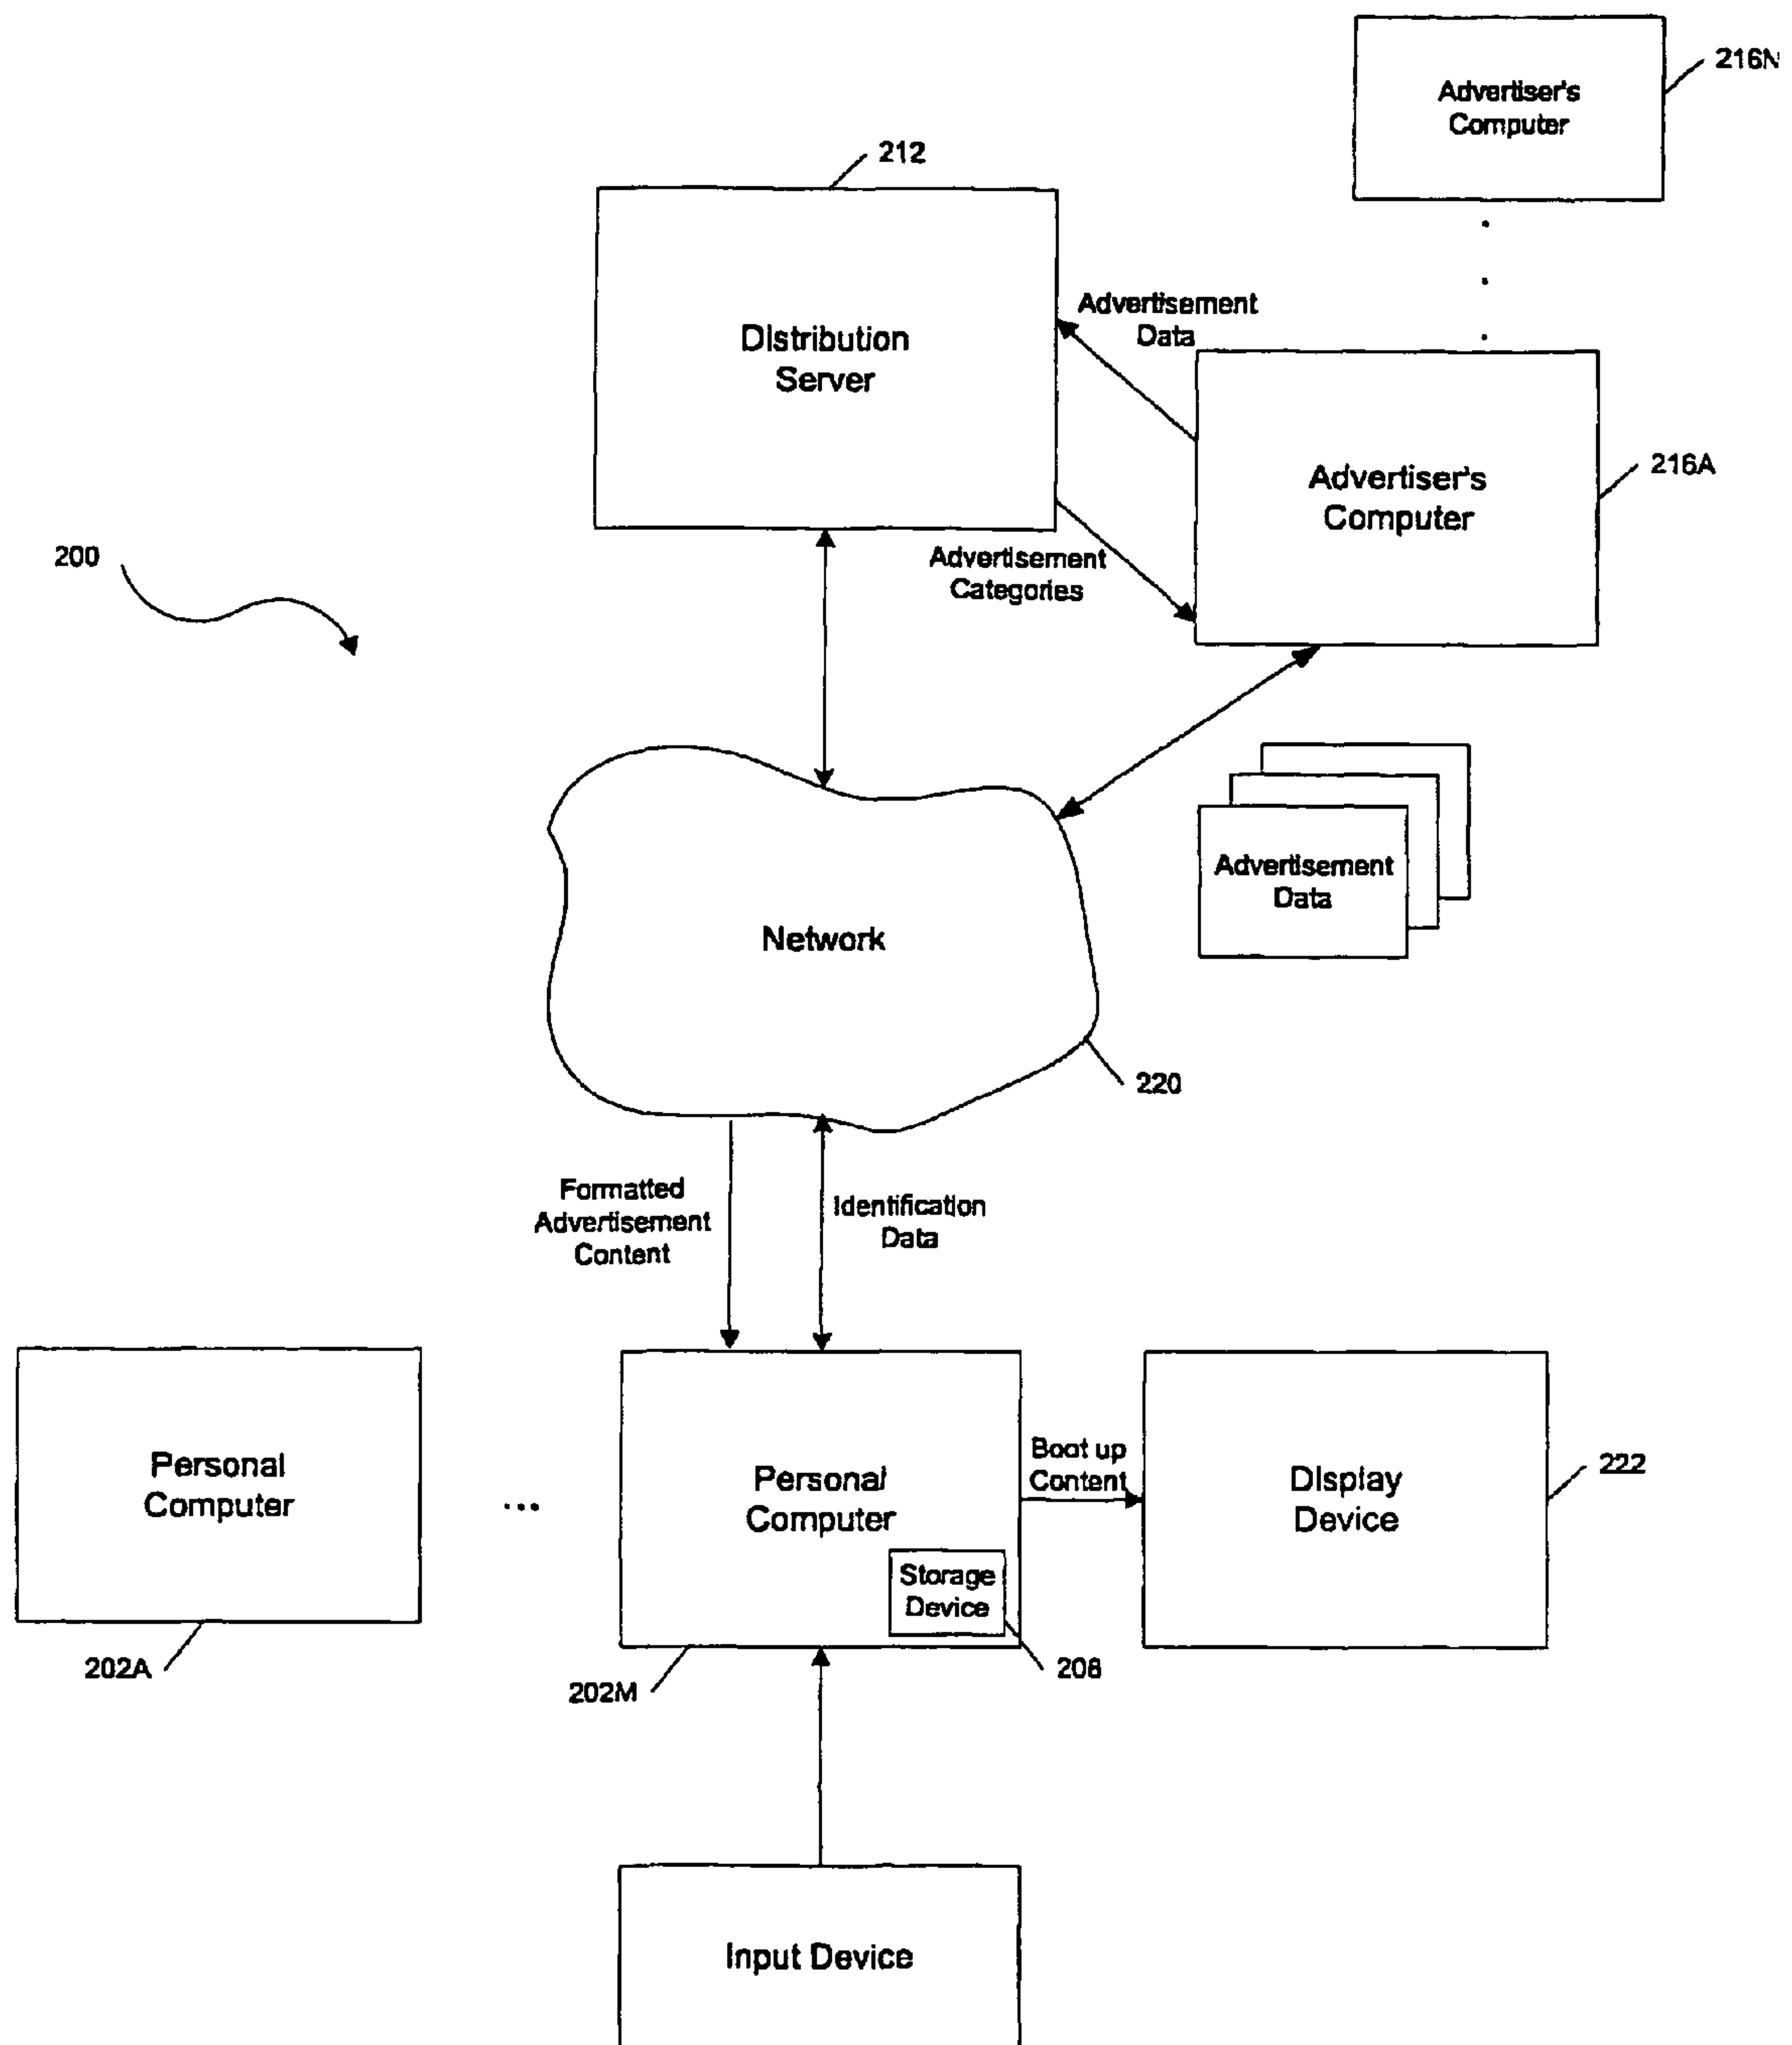 216N
Advertiser's
Computer
212
Distribution
Server
Advertisement
Data
Advertiser's
Computer
216A
200
Advertisement
Categories
Advertisement
Data
Network
220
Formatted
Advertisement
Content
Identification
Data
Personal
Computer
...
Personal
Computer
Storage
Device
Boot up
Content
Display
Device
222
202A
202M
208
Input Device